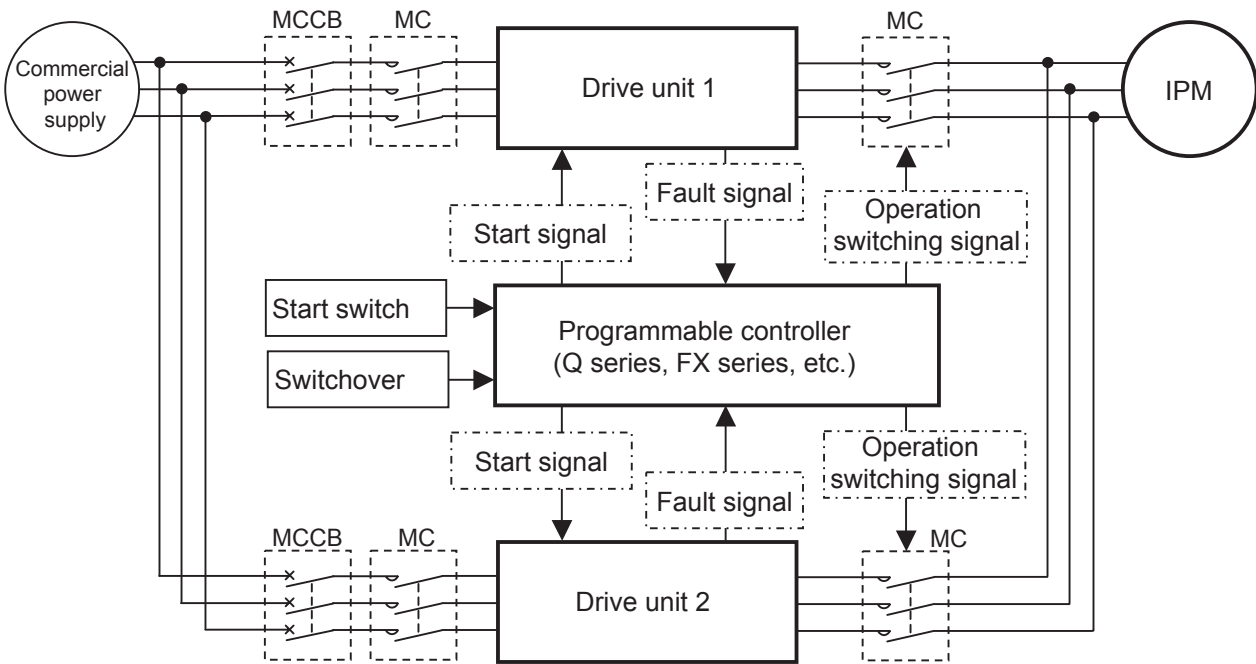 MCCB
MC
MC
Commercial
power
supply
Drive unit 1
IPM
Fault signal
Start signal
Operation
switching signal
Start switch
Switchover
Programmable controller
(Q series, FX series, etc.)
Start signal
Fault signal
Operation
switching signal
MCCB
MC
MC
Drive unit 2